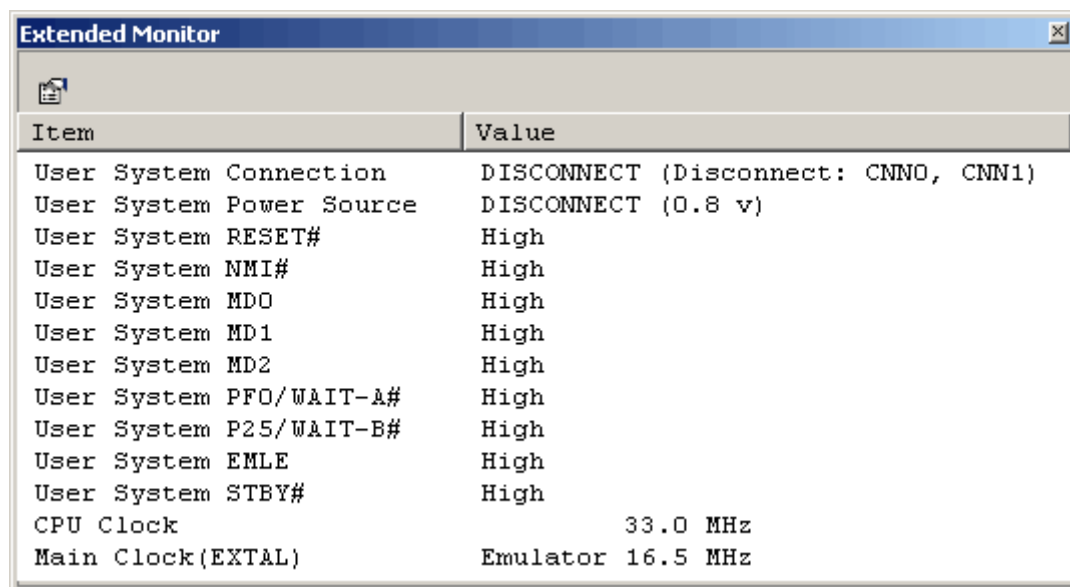 Extended Monitor
Item Value
User System Connection DISCONNECT (Disconnect: CNN0, CNN1)
User System Power Source DISCONNECT (0.8 v)
User System RESET# High
User System NMI# High
User System MD0 High
User System MD1 High
User System MD2 High
User System PF0/WAIT-A# High
User System P25/WAIT-B# High
User System EMLE High
User System STBY# High
CPU Clock 33.0 MHz
Main Clock(EXTAL) Emulator 16.5 MHz